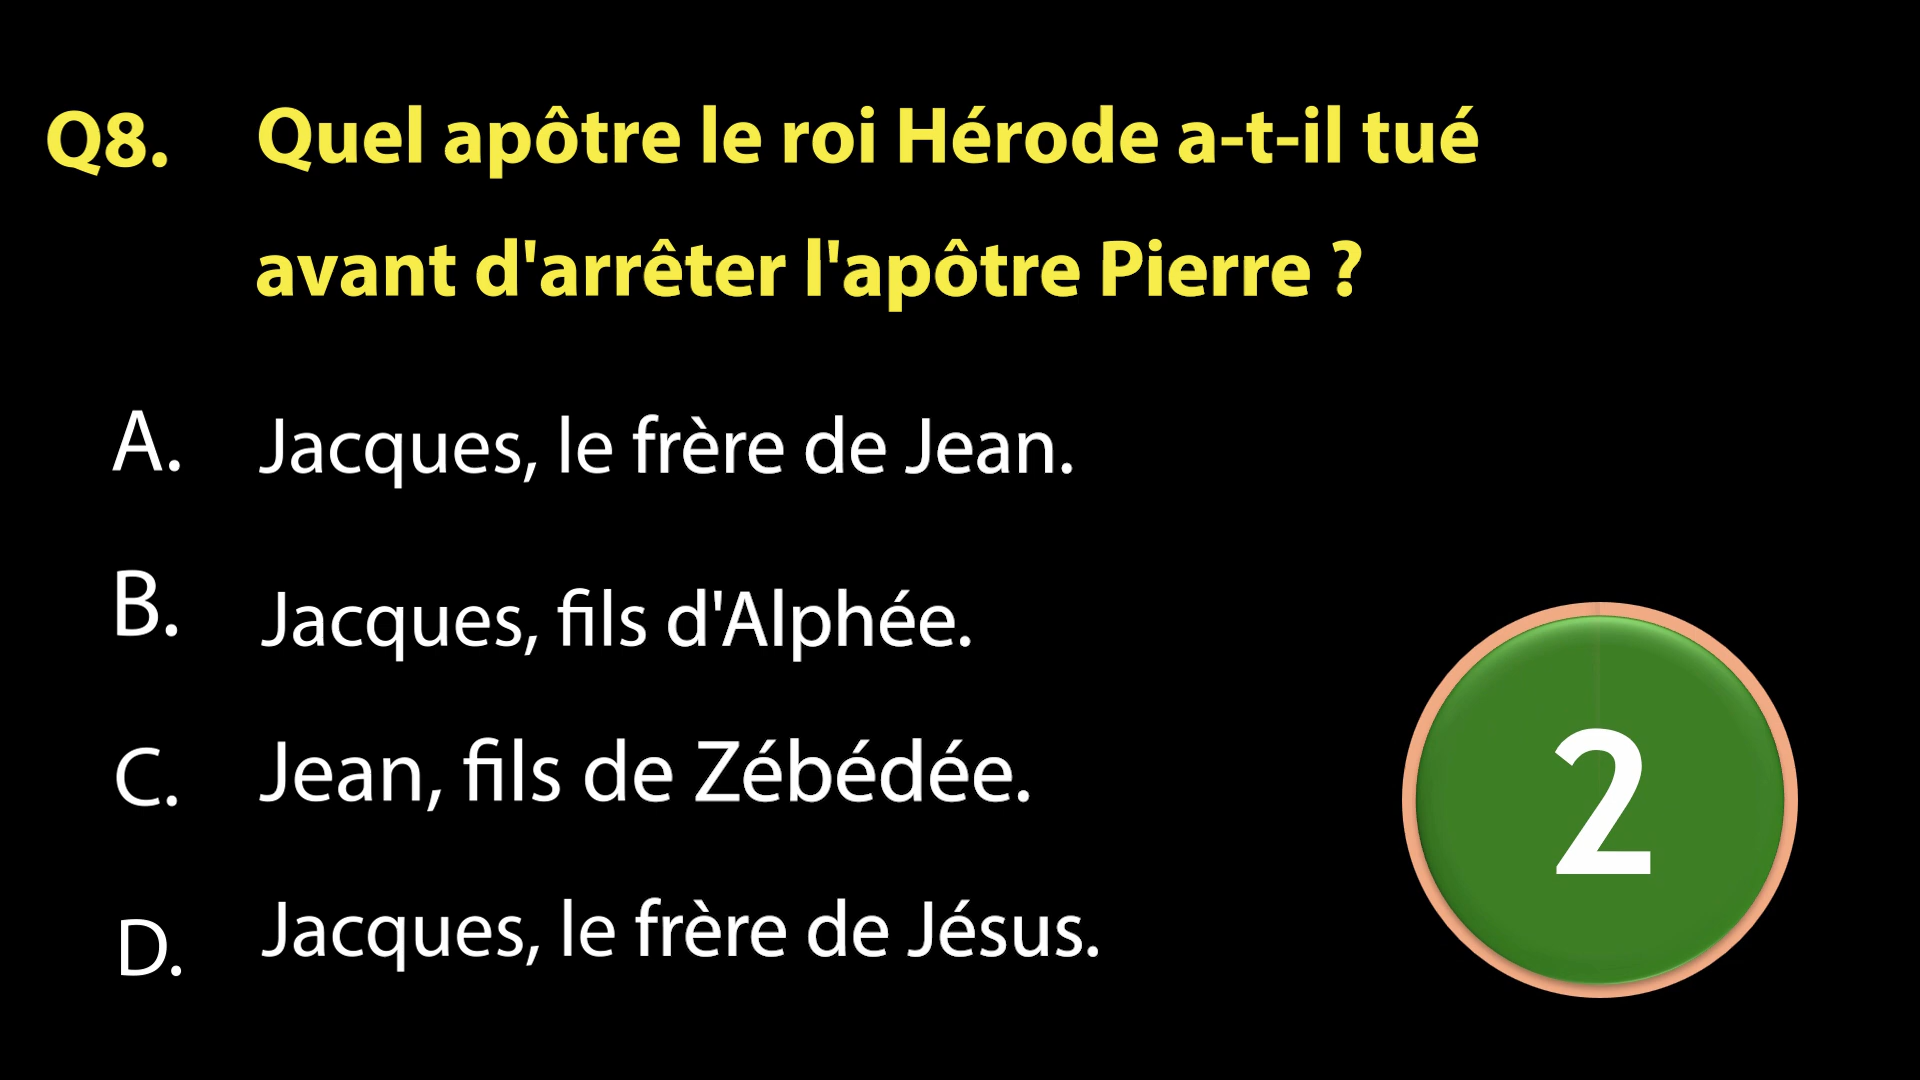 Q8. Quel apôtre le roi Hérode a-t-il tué
avant d'arrêter l'apôtre Pierre ?
A. Jacques, le frère de Jean.
B. Jacques, fils d'Alphée.
C. Jean, fils de Zébédée.
D. Jacques, le frère de Jésus.
2